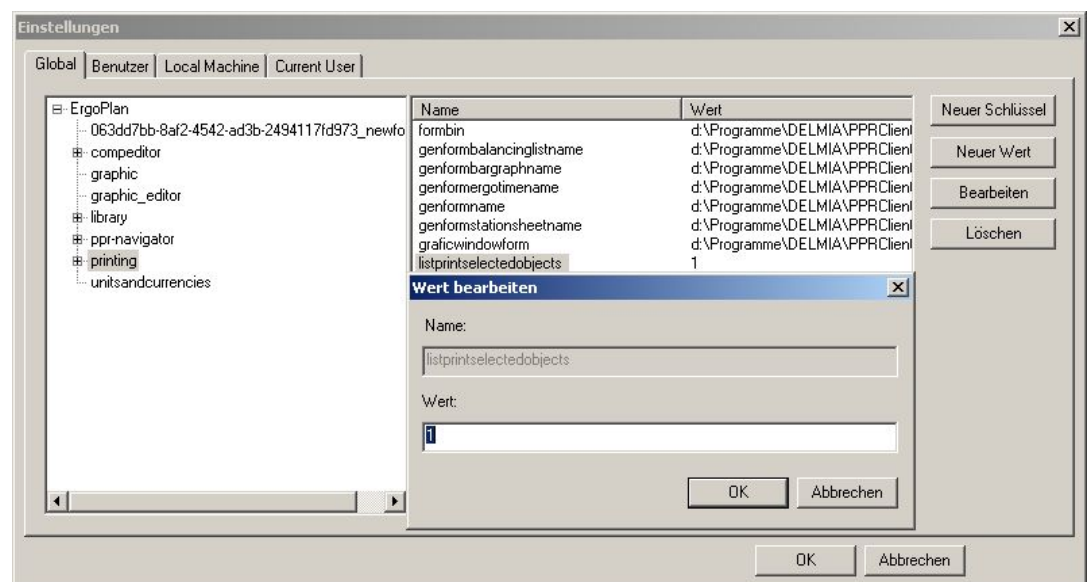 Einstellungen
Global Benutzer Local Machine Current User
ErgoPlan
063dd7bb-8af2-4542-ad3b-2494117fd973_newfo
compeditor
graphic
graphic_editor
library
ppr-navigator
printing
unitsandcurrencies
Name Wert
formbin d:\Programme\DELMIA\PPRClient
genformbalancinglistname d:\Programme\DELMIA\PPRClient
genformbargraphname d:\Programme\DELMIA\PPRClient
genformergotimename d:\Programme\DELMIA\PPRClient
genformname d:\Programme\DELMIA\PPRClient
genformstationsheetname d:\Programme\DELMIA\PPRClient
graficwindowform d:\Programme\DELMIA\PPRClient
listprintselectedobjects 1
Neuer Schlüssel
Neuer Wert
Bearbeiten
Löschen
Wert bearbeiten
Name:
listprintselectedobjects
Wert:
1
OK Abbrechen
OK Abbrechen